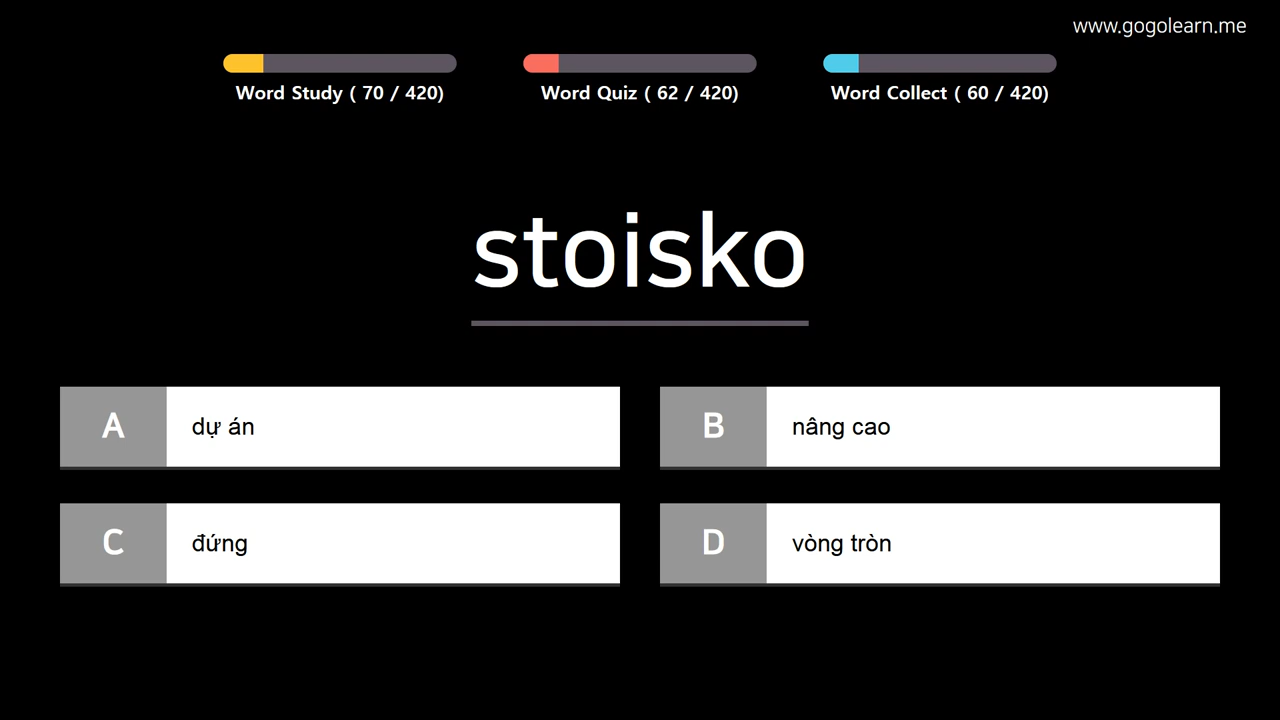 www.gogolearn.me
Word Study ( 70 / 420)
Word Quiz ( 62 / 420)
Word Collect ( 60 / 420)
stoisko
A dự án
B nâng cao
C đứng
D vòng tròn